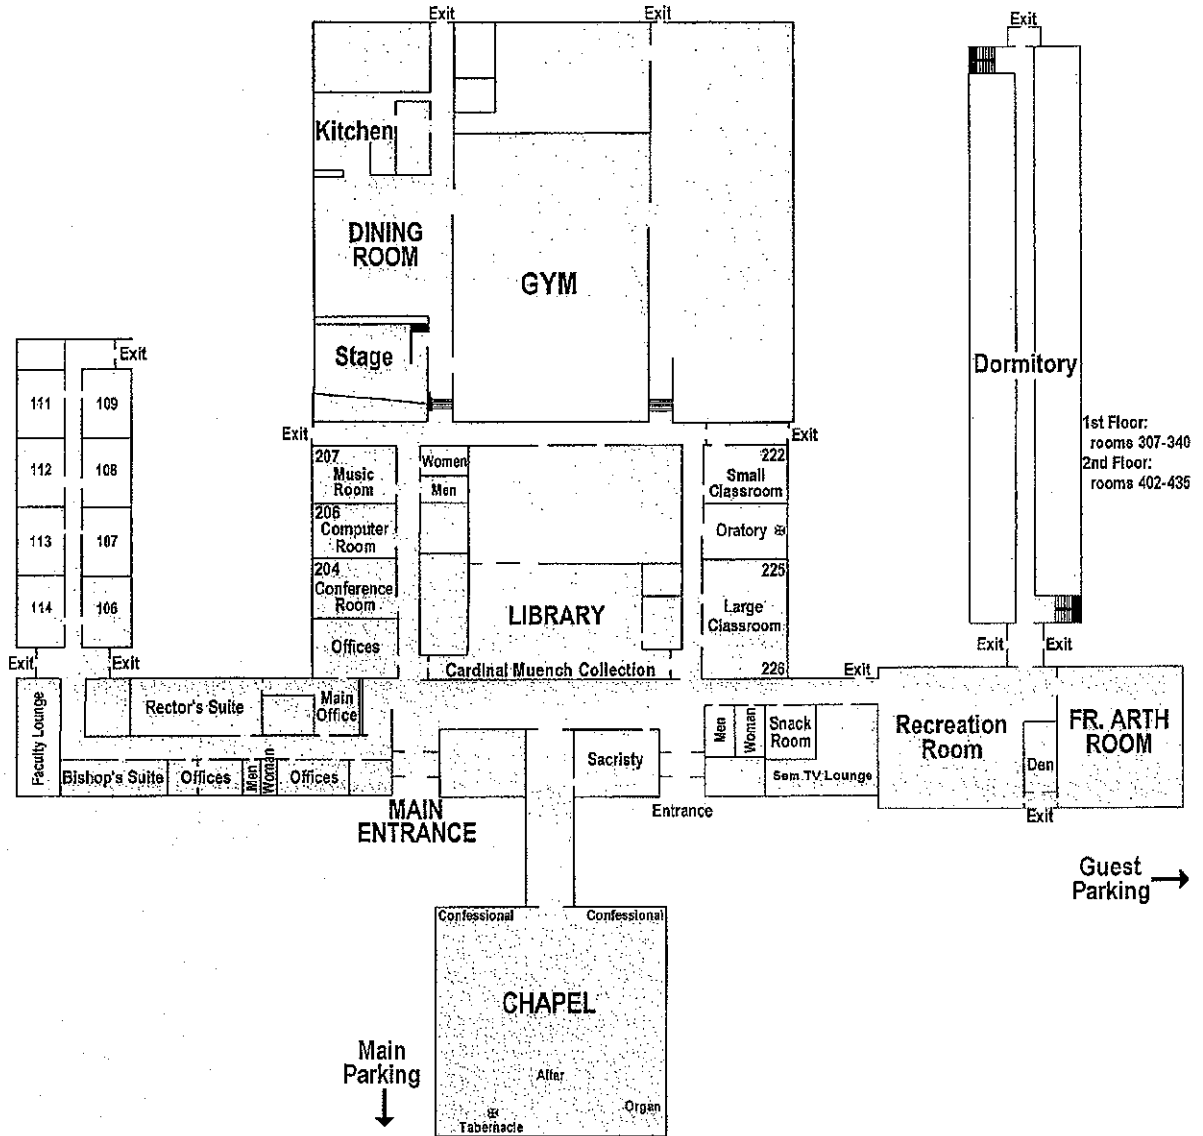 Exit
Exit
Exit
Kitchen
DINING
ROOM
GYM
Stage
Exit
Dormitory
1st Floor:
rooms 307-340
2nd Floor:
rooms 402-435
111
109
112
108
113
107
114
106
Exit
Exit
207
Music
Room
206
Computer
Room
204
Conference
Room
Offices
Women
Men
222
Small
Classroom
Oratory
225
Large
Classroom
226
LIBRARY
Cardinal Muench Collection
Exit
Exit
Exit
Exit
Exit
Faculty Lounge
Rector's Suite
Main
Office
Bishop's Suite
Offices
Men
Woman
Offices
Sacristy
Men
Woman
Snack
Room
Sem TV Lounge
Recreation
Room
Den
FR. ARTH
ROOM
MAIN
ENTRANCE
Entrance
Exit
Guest
Parking
Confessional
Confessional
CHAPEL
Main
Parking
Altar
Organ
Tabernacle